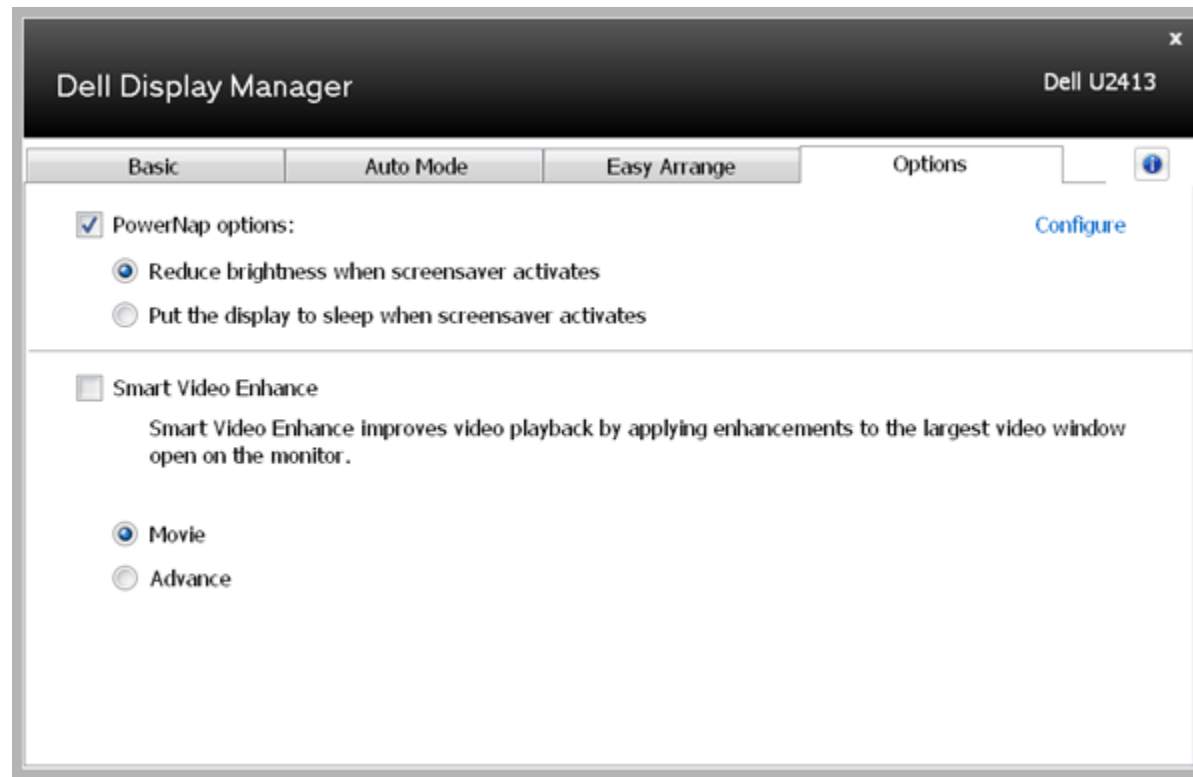 x
Dell Display Manager
Dell U2413
Basic
Auto Mode
Easy Arrange
Options
PowerNap options:
Configure
Reduce brightness when screensaver activates
Put the display to sleep when screensaver activates
Smart Video Enhance
Smart Video Enhance improves video playback by applying enhancements to the largest video window
open on the monitor.
Movie
Advance